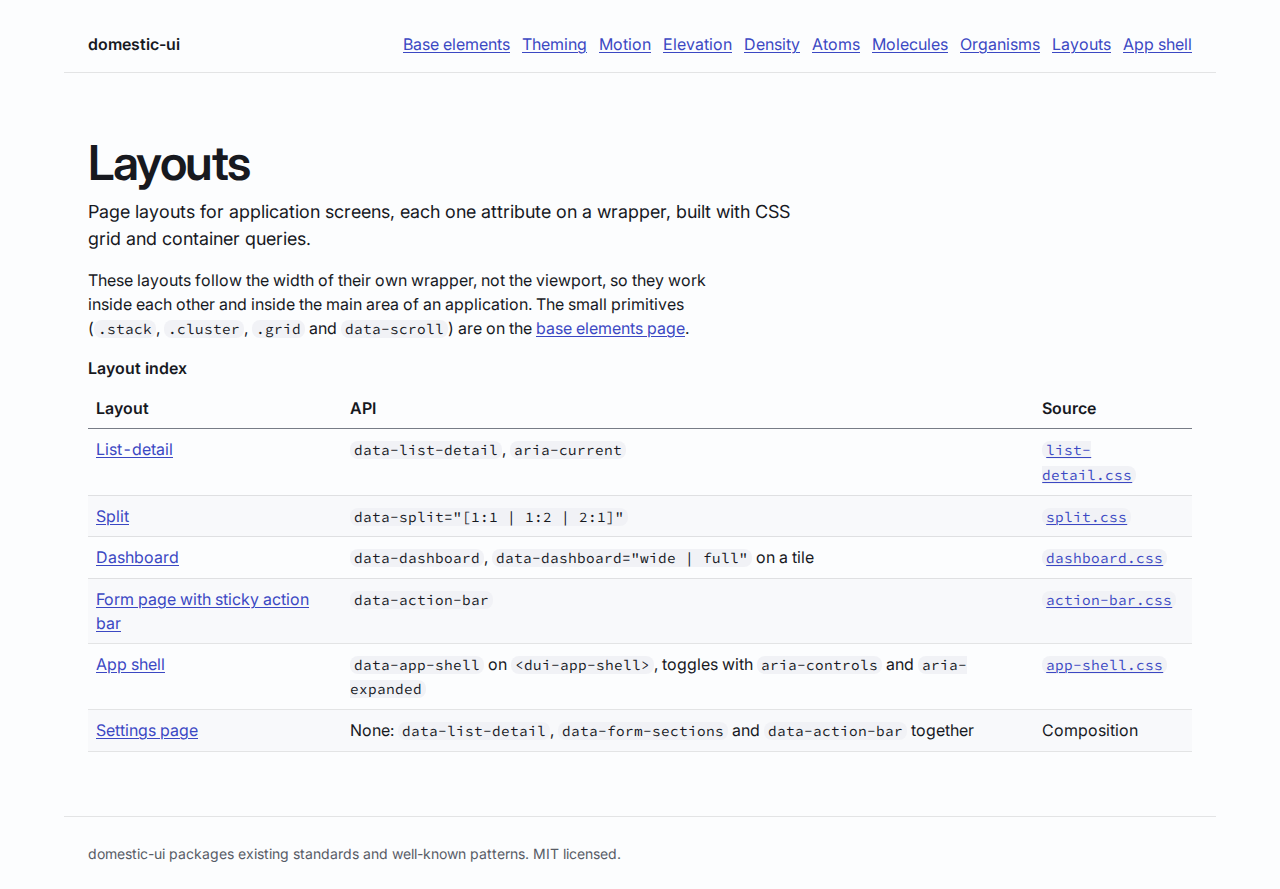 domestic-ui
Base elements Theming Motion Elevation Density Atoms Molecules Organisms Layouts App shell
Layouts
Page layouts for application screens, each one attribute on a wrapper, built with CSS
grid and container queries.
These layouts follow the width of their own wrapper, not the viewport, so they work
inside each other and inside the main area of an application. The small primitives
(.stack, .cluster, .grid and data-scroll) are on the base elements page.
Layout index
Layout API Source
List-detail data-list-detail, aria-current list-
detail.css
Split data-split="[1:1 | 1:2 | 2:1]" split.css
Dashboard data-dashboard, data-dashboard="wide | full" on a tile dashboard.css
Form page with sticky action data-action-bar action-bar.css
bar
App shell data-app-shell on <dui-app-shell>, toggles with aria-controls and aria- app-shell.css
expanded
Settings page None: data-list-detail, data-form-sections and data-action-bar together Composition
domestic-ui packages existing standards and well-known patterns. MIT licensed.